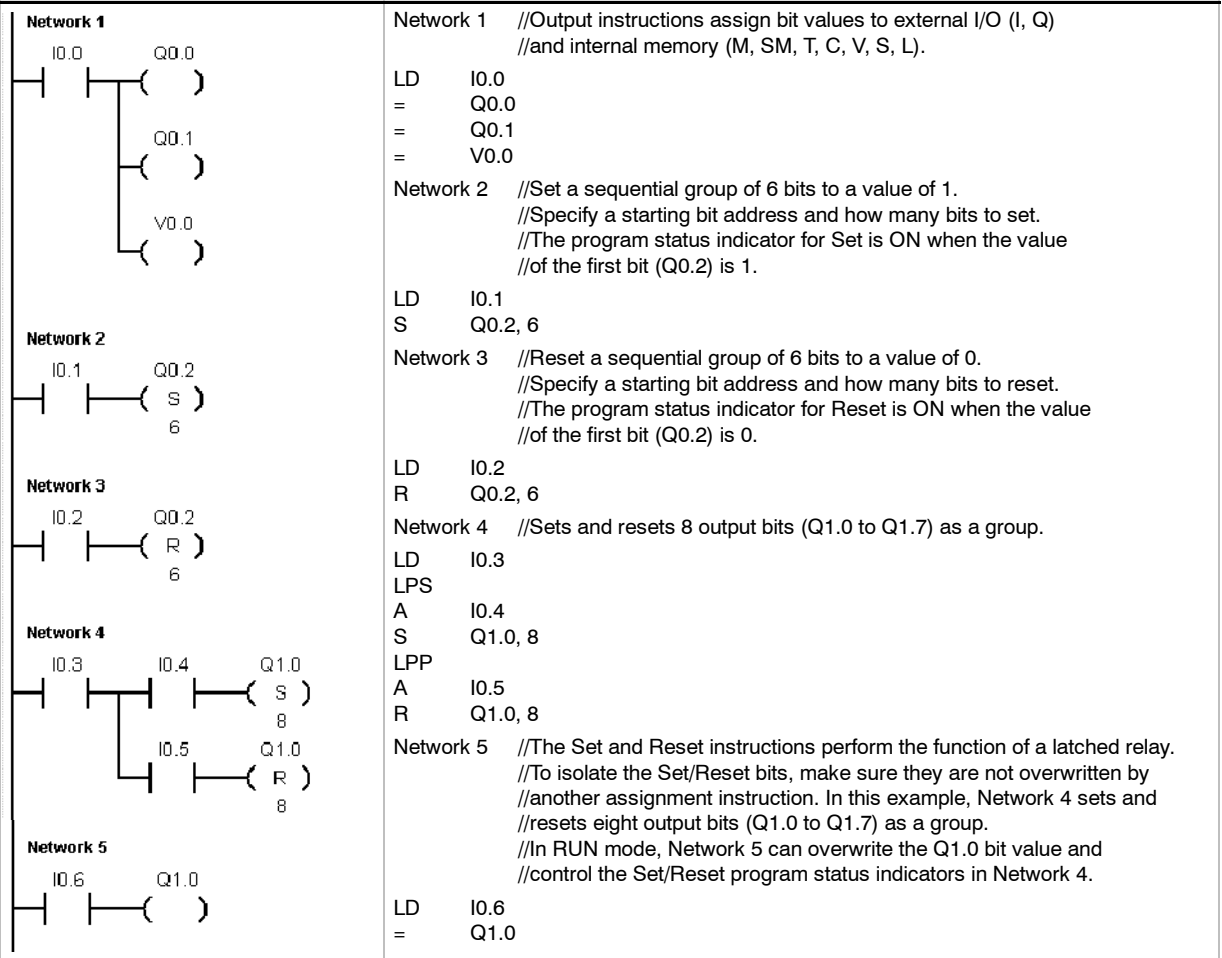 Network 1
I0.0 Q0.0
Q0.1
V0.0
Network 2
I0.1 Q0.2
S
6
Network 3
I0.2 Q0.2
R
6
Network 4
I0.3 I0.4 Q1.0
S
8
I0.5 Q1.0
R
8
Network 5
I0.6 Q1.0
Network 1 //Output instructions assign bit values to external I/O (I, Q)
//and internal memory (M, SM, T, C, V, S, L).
LD I0.0
= Q0.0
= Q0.1
= V0.0
Network 2 //Set a sequential group of 6 bits to a value of 1.
//Specify a starting bit address and how many bits to set.
//The program status indicator for Set is ON when the value
//of the first bit (Q0.2) is 1.
LD I0.1
S Q0.2, 6
Network 3 //Reset a sequential group of 6 bits to a value of 0.
//Specify a starting bit address and how many bits to reset.
//The program status indicator for Reset is ON when the value
//of the first bit (Q0.2) is 0.
LD I0.2
R Q0.2, 6
Network 4 //Sets and resets 8 output bits (Q1.0 to Q1.7) as a group.
LD I0.3
LPS
A I0.4
S Q1.0, 8
LPP
A I0.5
R Q1.0, 8
Network 5 //The Set and Reset instructions perform the function of a latched relay.
//To isolate the Set/Reset bits, make sure they are not overwritten by
//another assignment instruction. In this example, Network 4 sets and
//resets eight output bits (Q1.0 to Q1.7) as a group.
//In RUN mode, Network 5 can overwrite the Q1.0 bit value and
//control the Set/Reset program status indicators in Network 4.
LD I0.6
= Q1.0